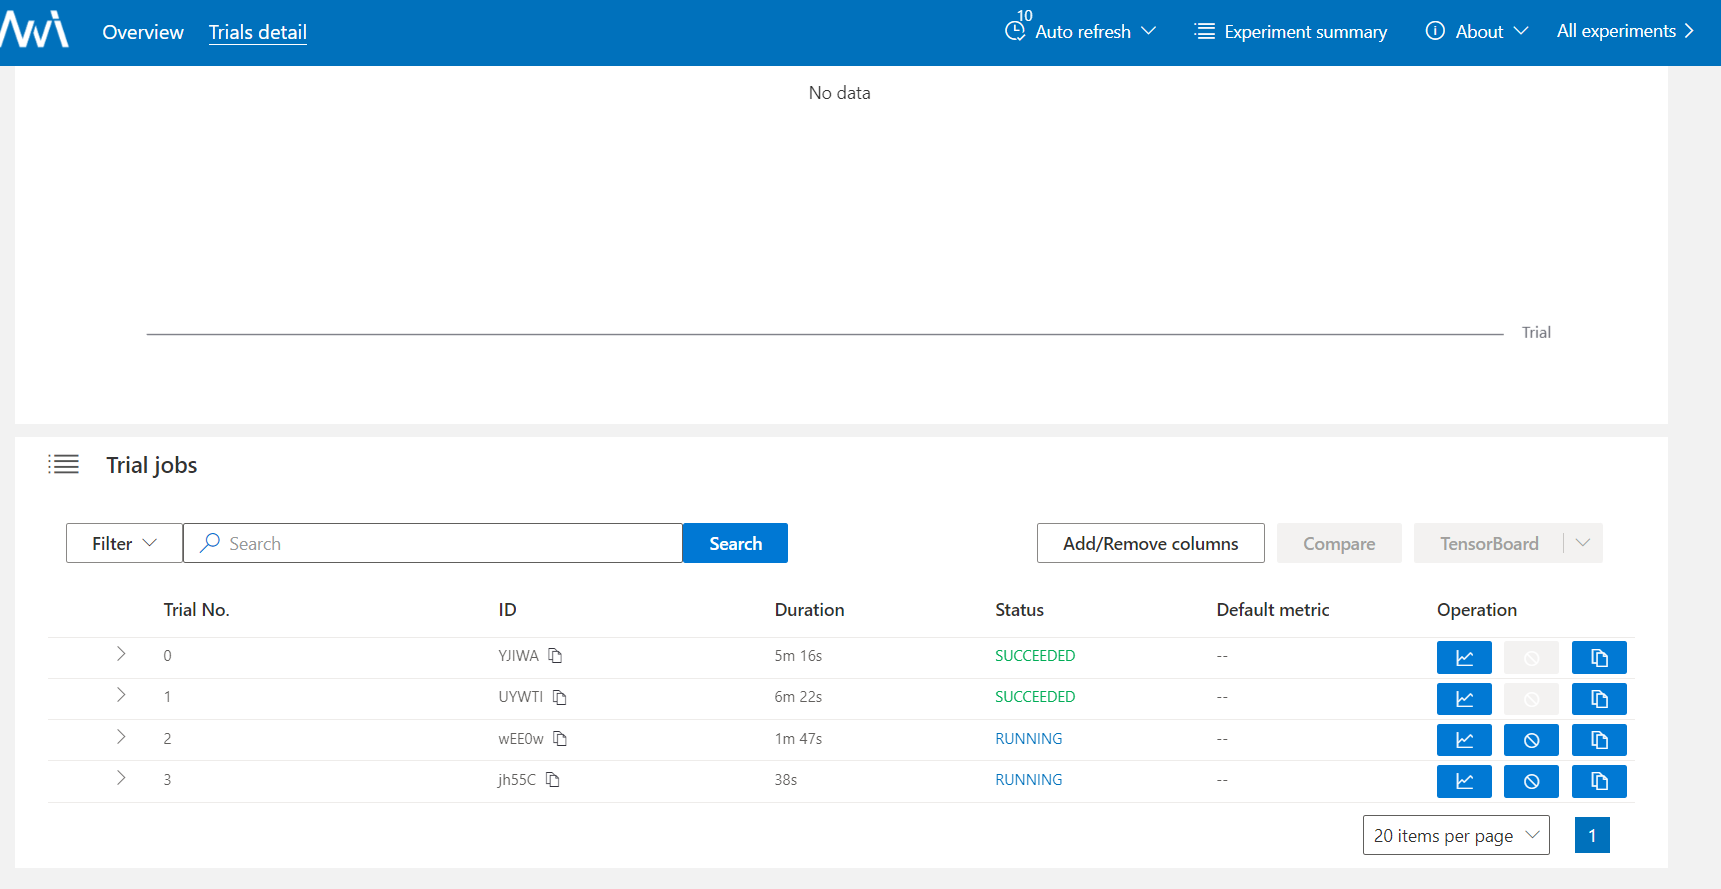 Overview Trials detail 10 Auto refresh Experiment summary About All experiments
No data
Trial
Trial jobs
Filter Search Search Add/Remove columns Compare TensorBoard
Trial No. ID Duration Status Default metric Operation
0 YJIWA 5m 16s SUCCEEDED --
1 UYWTI 6m 22s SUCCEEDED --
2 wEE0w 1m 47s RUNNING --
3 jh55C 38s RUNNING --
20 items per page 1